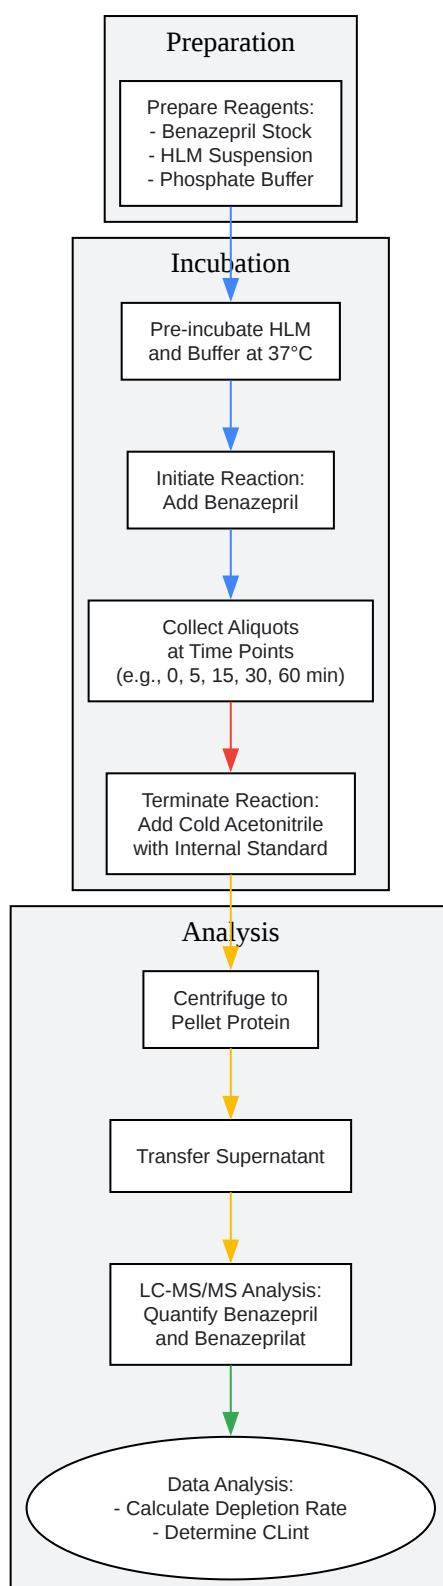 Preparation
Prepare Reagents:
- Benazepril Stock
- HLM Suspension
- Phosphate Buffer
Incubation
Pre-incubate HLM
and Buffer at 37°C
Initiate Reaction:
Add Benazepril
Collect Aliquots
at Time Points
(e.g., 0, 5, 15, 30, 60 min)
Terminate Reaction:
Add Cold Acetonitrile
with Internal Standard
Analysis
Centrifuge to
Pellet Protein
Transfer Supernatant
LC-MS/MS Analysis:
Quantify Benazepril
and Benazeprilat
Data Analysis:
- Calculate Depletion Rate
- Determine CLint